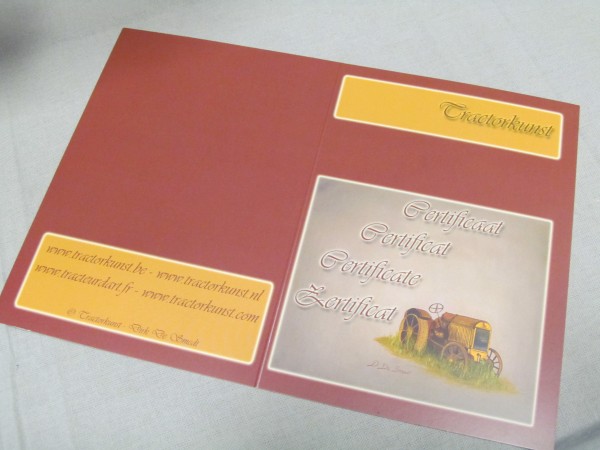 Tractorkunst
Certificaat
Certificat
Certificate
Zertificat
www.tractorkunst.be - www.tractorkunst.nl
www.tracteurdart.fr - www.tractorkunst.com
© Tractorkunst - Dirk De Smedt